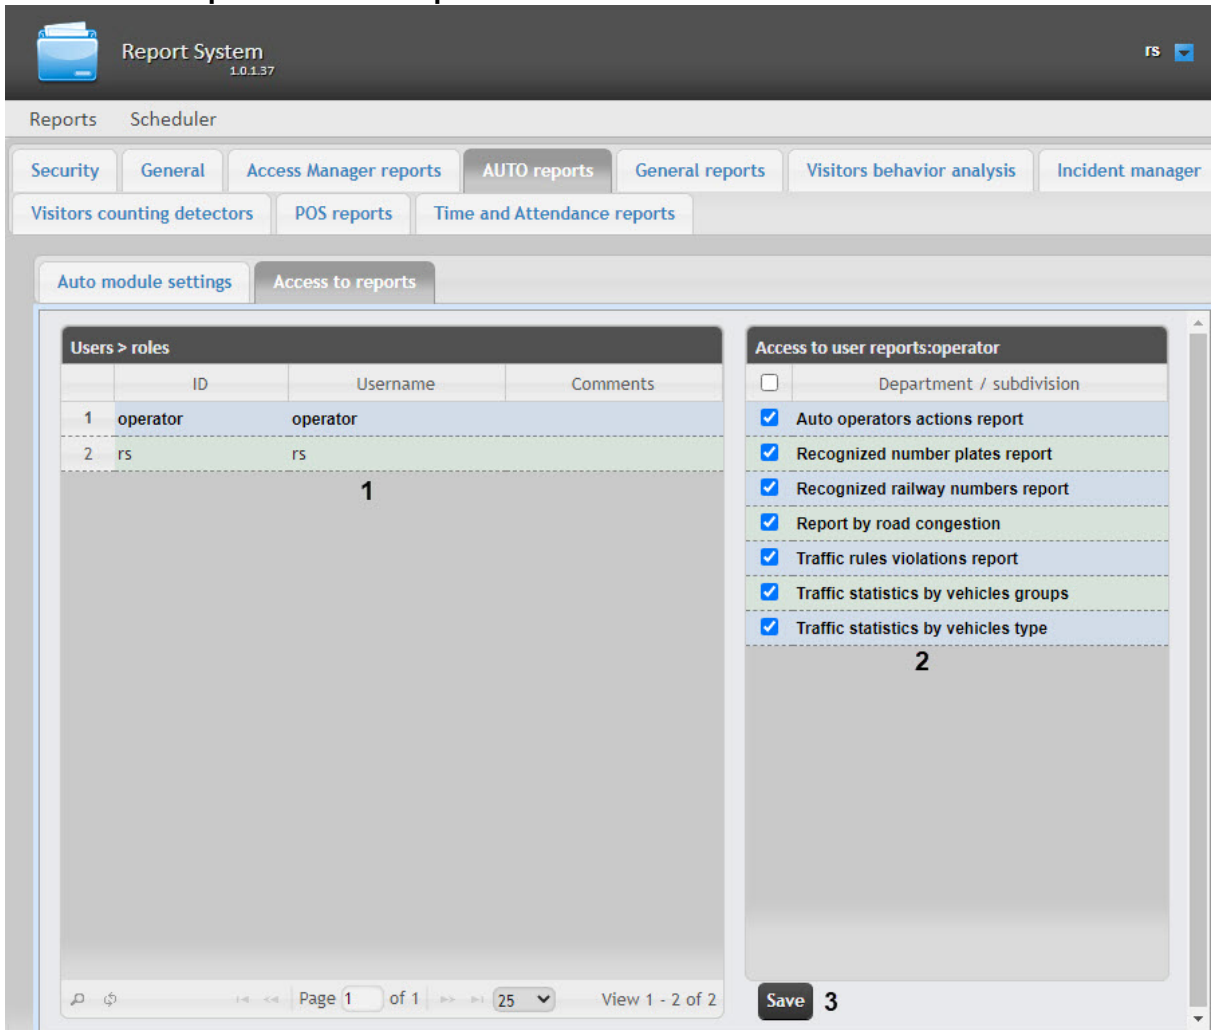 Report System
1.0.1.37
rs
Reports Scheduler
Security General Access Manager reports AUTO reports General reports Visitors behavior analysis Incident manager
Visitors counting detectors POS reports Time and Attendance reports
Auto module settings Access to reports
Users > roles
ID Username Comments
1 operator operator
2 rs rs
1
Access to user reports:operator
Department / subdivision
Auto operators actions report
Recognized number plates report
Recognized railway numbers report
Report by road congestion
Traffic rules violations report
Traffic statistics by vehicles groups
Traffic statistics by vehicles type
2
Page 1 of 1 25 View 1 - 2 of 2
Save 3